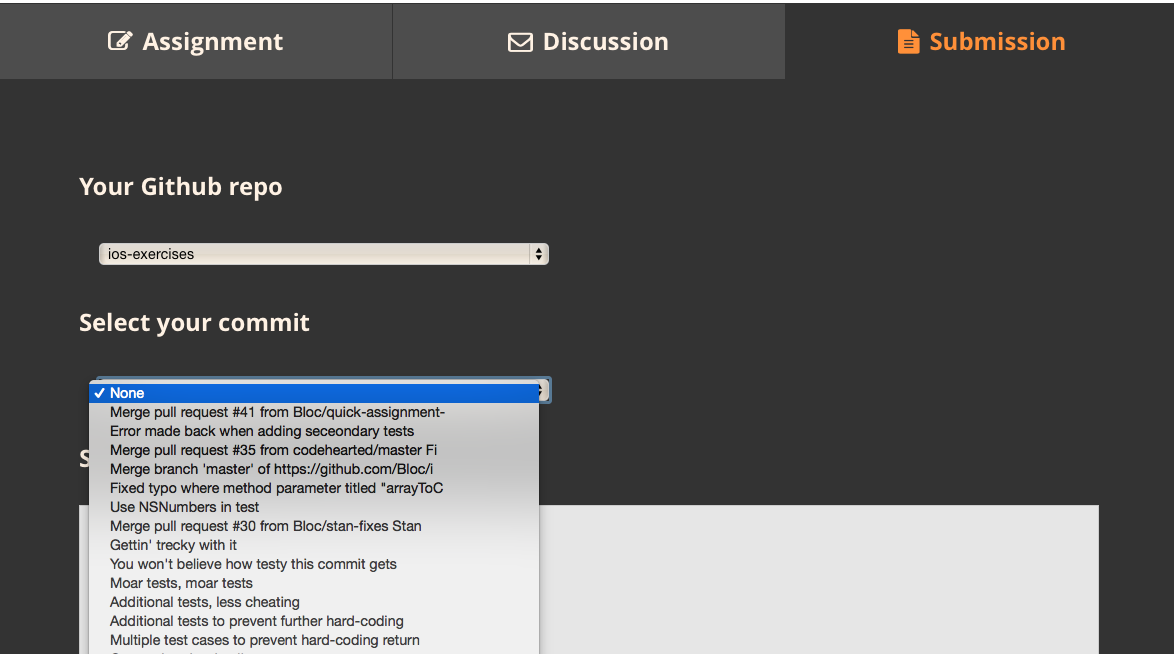 Assignment
Discussion
Submission
Your Github repo
ios-exercises
Select your commit
None
Merge pull request #41 from Bloc/quick-assignment-
Error made back when adding seceondary tests
Merge pull request #35 from codehearted/master Fi
Merge branch 'master' of https://github.com/Bloc/i
Fixed typo where method parameter titled "arrayToC
Use NSNumbers in test
Merge pull request #30 from Bloc/stan-fixes Stan
Gettin' trecky with it
You won't believe how testy this commit gets
Moar tests, moar tests
Additional tests, less cheating
Additional tests to prevent further hard-coding
Multiple test cases to prevent hard-coding return